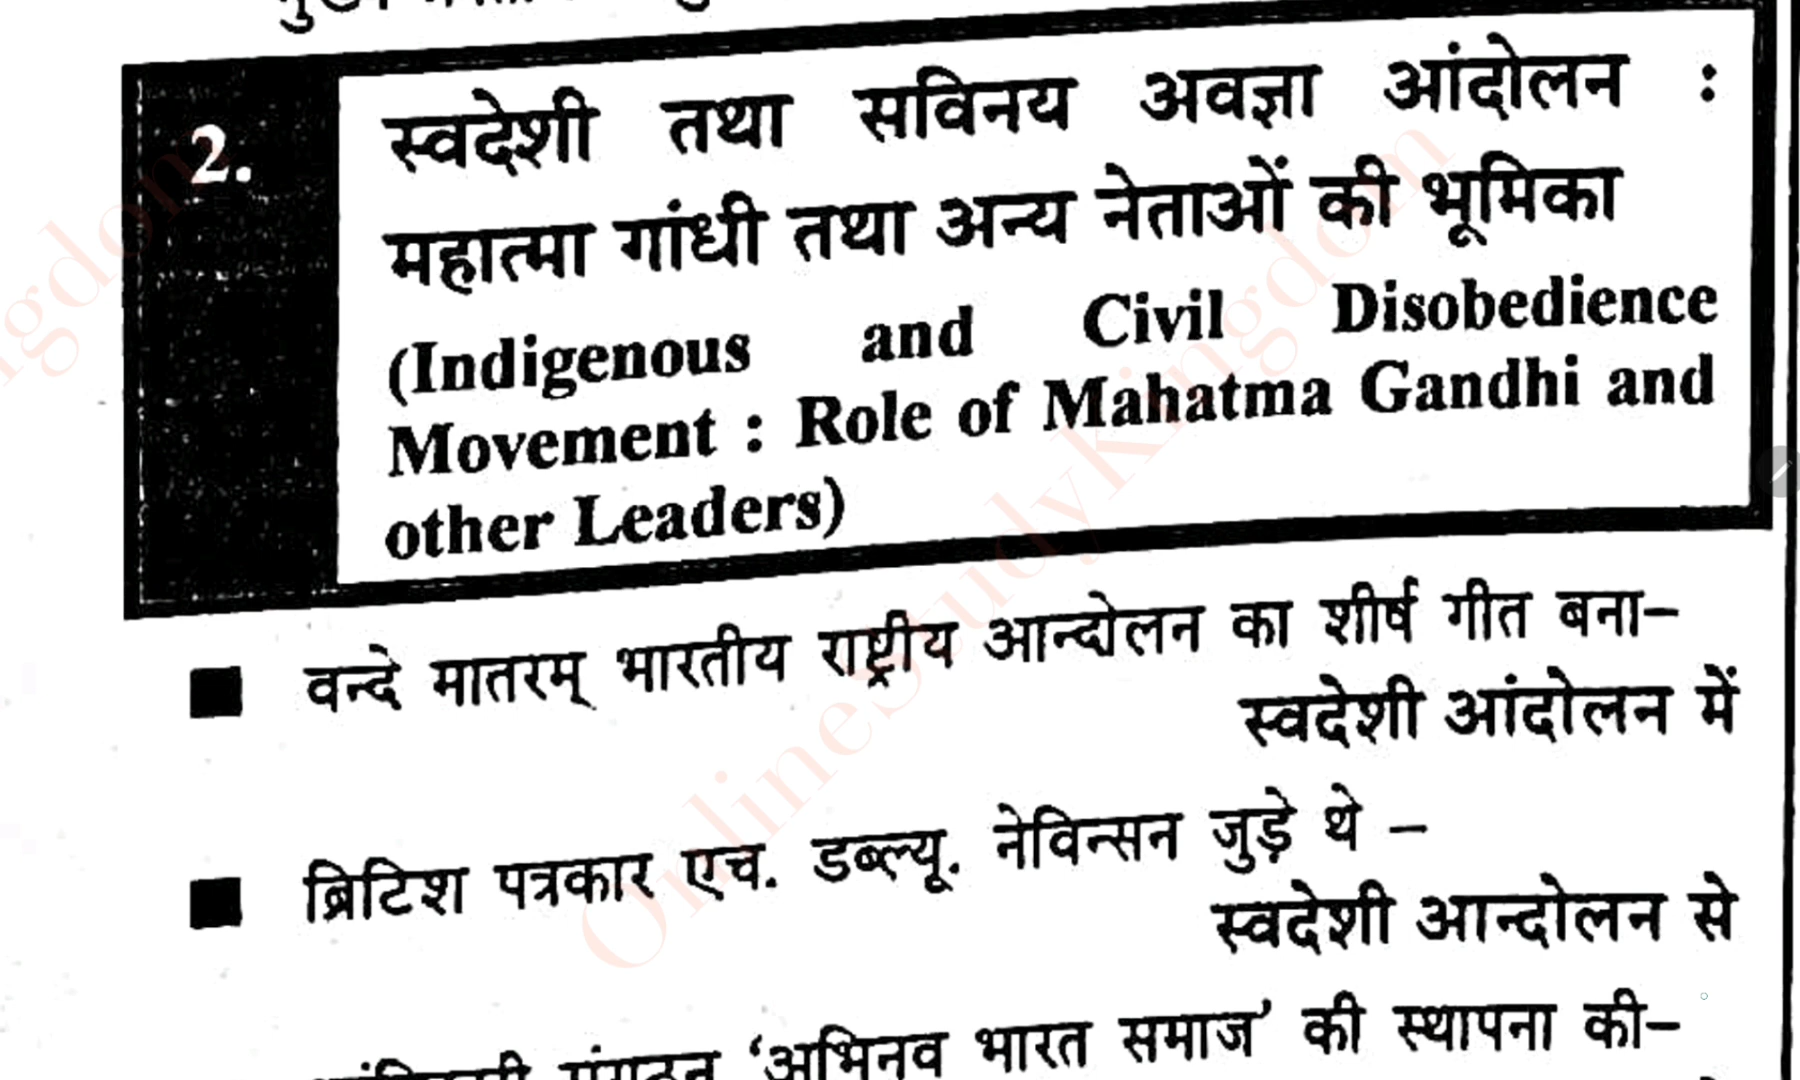 2.
स्वदेशी तथा सविनय अवज्ञा आंदोलन :
महात्मा गांधी तथा अन्य नेताओं की भूमिका
(Indigenous and Civil Disobedience
Movement : Role of Mahatma Gandhi and
other Leaders)
■ वन्दे मातरम् भारतीय राष्ट्रीय आन्दोलन का शीर्ष गीत बना–
स्वदेशी आंदोलन में
■ ब्रिटिश पत्रकार एच. डब्ल्यू. नेविन्सन जुड़े थे –
स्वदेशी आन्दोलन से
संगठन ‘अभिनव भारत समाज’ की स्थापना की–
OnlineStudyKingdom